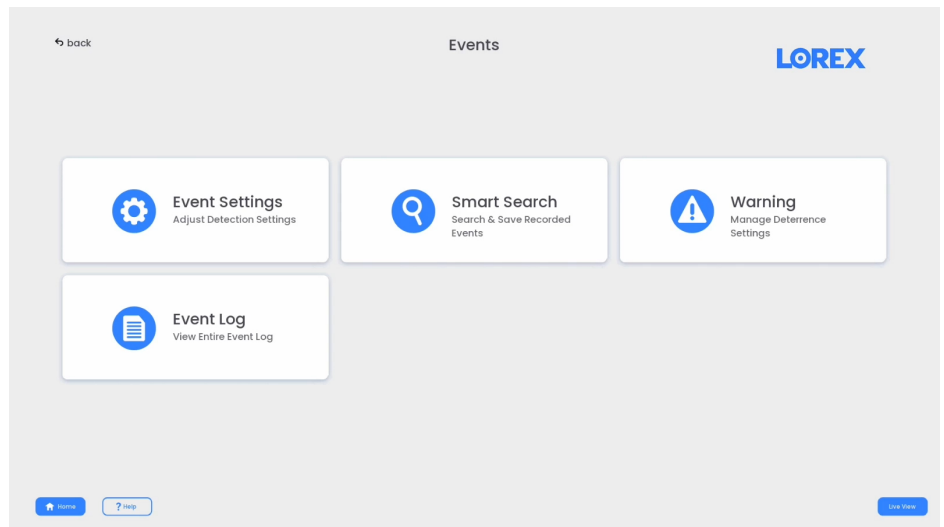 back
Events
LOREX
Event Settings
Adjust Detection Settings
Smart Search
Search & Save Recorded
Events
Warning
Manage Deterrence
Settings
Event Log
View Entire Event Log
Home
? Help
Live View